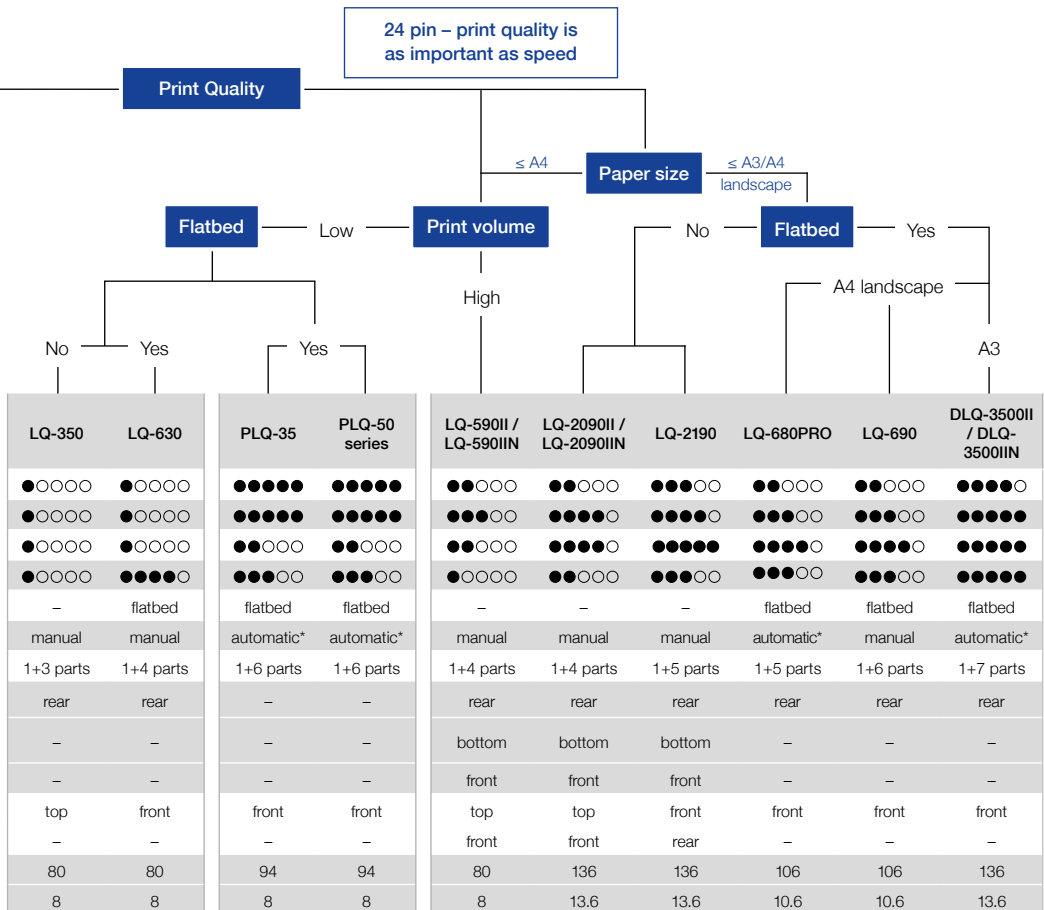 24 pin – print quality is
as important as speed
Print Quality
≤ A4
Paper size
≤ A3/A4
landscape
Flatbed
Low
Print volume
No
Flatbed
Yes
High
A4 landscape
No
Yes
Yes
A3
LQ-350 LQ-630 PLQ-35 PLQ-50 series LQ-590II / LQ-590IIN LQ-2090II / LQ-2090IIN LQ-2190 LQ-680PRO LQ-690 DLQ-3500II / DLQ-3500IIN
●○○○○ ●○○○○ ●●●●● ●●●●● ●●○○○ ●●○○○ ●●●○○ ●●○○○ ●●○○○ ●●●●○
●○○○○ ●○○○○ ●●●●● ●●●●● ●●●○○ ●●●●○ ●●●●○ ●●●○○ ●●●○○ ●●●●●
●○○○○ ●○○○○ ●●○○○ ●●○○○ ●●○○○ ●●●●○ ●●●●● ●●●●○ ●●●●○ ●●●●●
●○○○○ ●●●●○ ●●●○○ ●●●○○ ●○○○○ ●●○○○ ●●●○○ ●●●○○ ●●●○○ ●●●●●
– flatbed flatbed flatbed – – – flatbed flatbed flatbed
manual manual automatic* automatic* manual manual manual automatic* manual automatic*
1+3 parts 1+4 parts 1+6 parts 1+6 parts 1+4 parts 1+4 parts 1+5 parts 1+5 parts 1+6 parts 1+7 parts
rear rear – – rear rear rear rear rear rear
– – – – bottom bottom bottom – – –
– – – – front front front – – –
top front front front top top front front front front
– – – – front front rear – – –
80 80 94 94 80 136 136 106 106 136
8 8 8 8 8 13.6 13.6 10.6 10.6 13.6